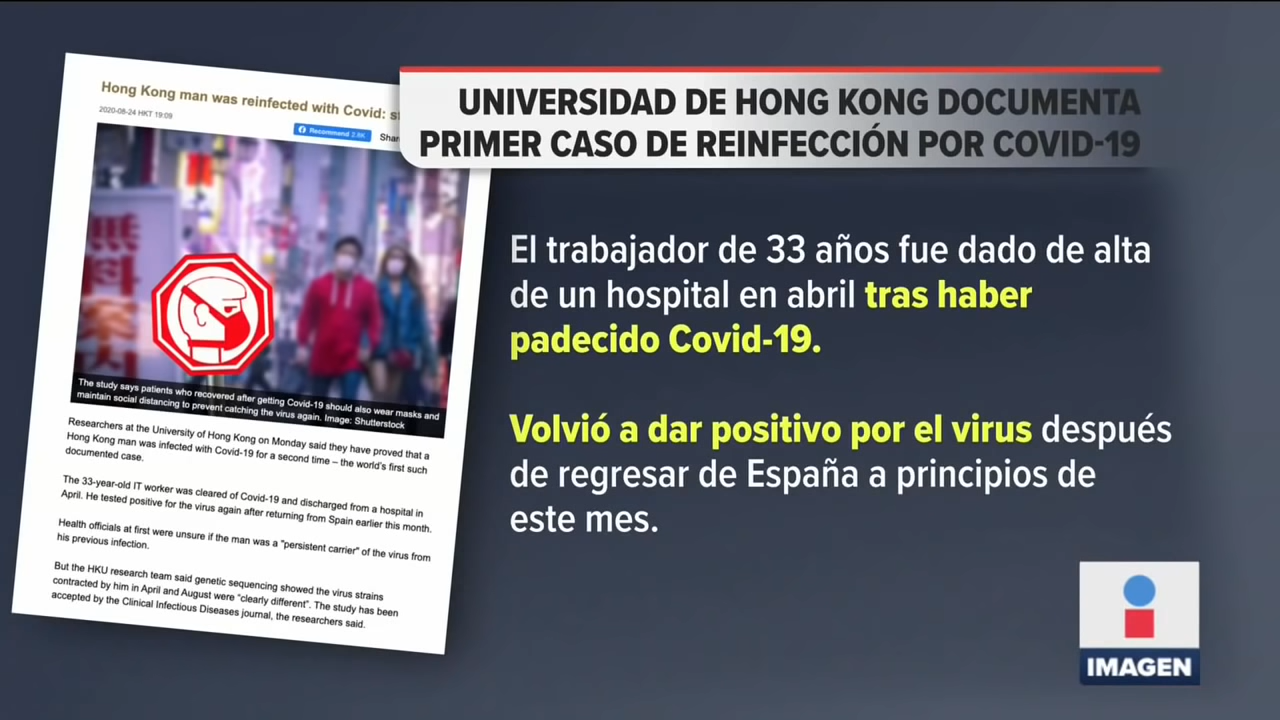 Hong Kong man was reinfected with Covid:
2020-08-24 HKT 19:09
Recommend 2.8K
UNIVERSIDAD DE HONG KONG DOCUMENTA
PRIMER CASO DE REINFECCIÓN POR COVID-19
The study says patients who recovered after getting Covid-19 should also wear masks and
maintain social distancing to prevent catching the virus again. Image: Shutterstock
Researchers at the University of Hong Kong on Monday said they have proved that a
Hong Kong man was infected with Covid-19 for a second time – the world's first such
documented case.
The 33-year-old IT worker was cleared of Covid-19 and discharged from a hospital in
April. He tested positive for the virus again after returning from Spain earlier this month.
Health officials at first were unsure if the man was a "persistent carrier" of the virus from
his previous infection.
But the HKU research team said genetic sequencing showed the virus strains
contracted by him in April and August were "clearly different". The study has been
accepted by the Clinical Infectious Diseases journal, the researchers said.
El trabajador de 33 años fue dado de alta
de un hospital en abril tras haber
padecido Covid-19.
Volvió a dar positivo por el virus después
de regresar de España a principios de
este mes.
IMAGEN